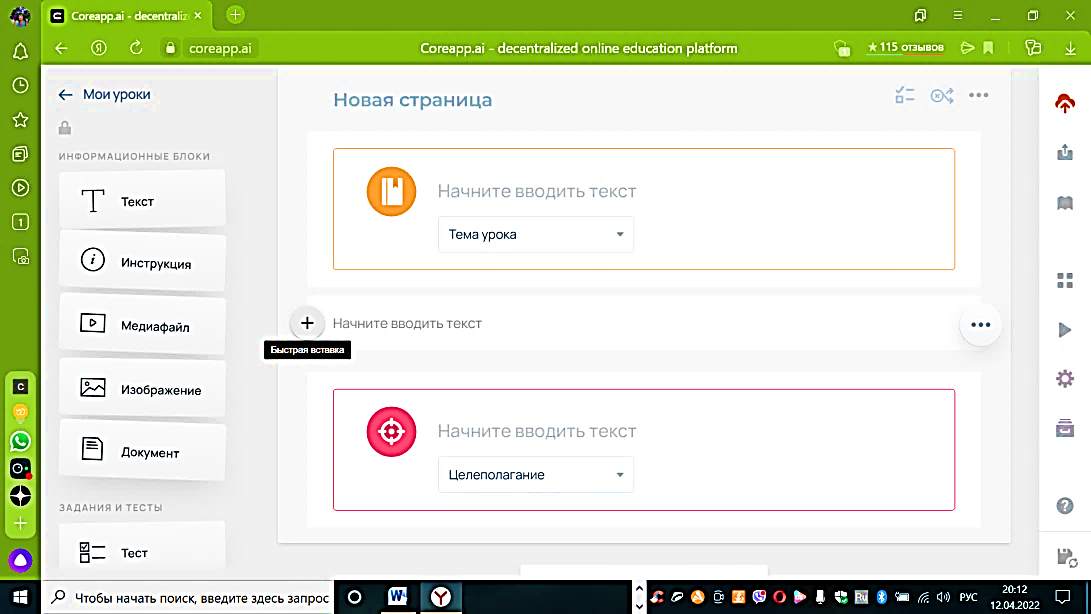 Coreapp.ai - decentraliz
coreapp.ai
Coreapp.ai - decentralized online education platform
★ 115 отзывов
Мои уроки
ИНФОРМАЦИОННЫЕ БЛОКИ
Текст
Инструкция
Медиафайл
Изображение
Документ
ЗАДАНИЯ И ТЕСТЫ
Тест
Новая страница
Начните вводить текст
Тема урока
Начните вводить текст
Быстрая вставка
Начните вводить текст
Целеполагание
Чтобы начать поиск, введите здесь запрос
РУС
20:12
12.04.2022